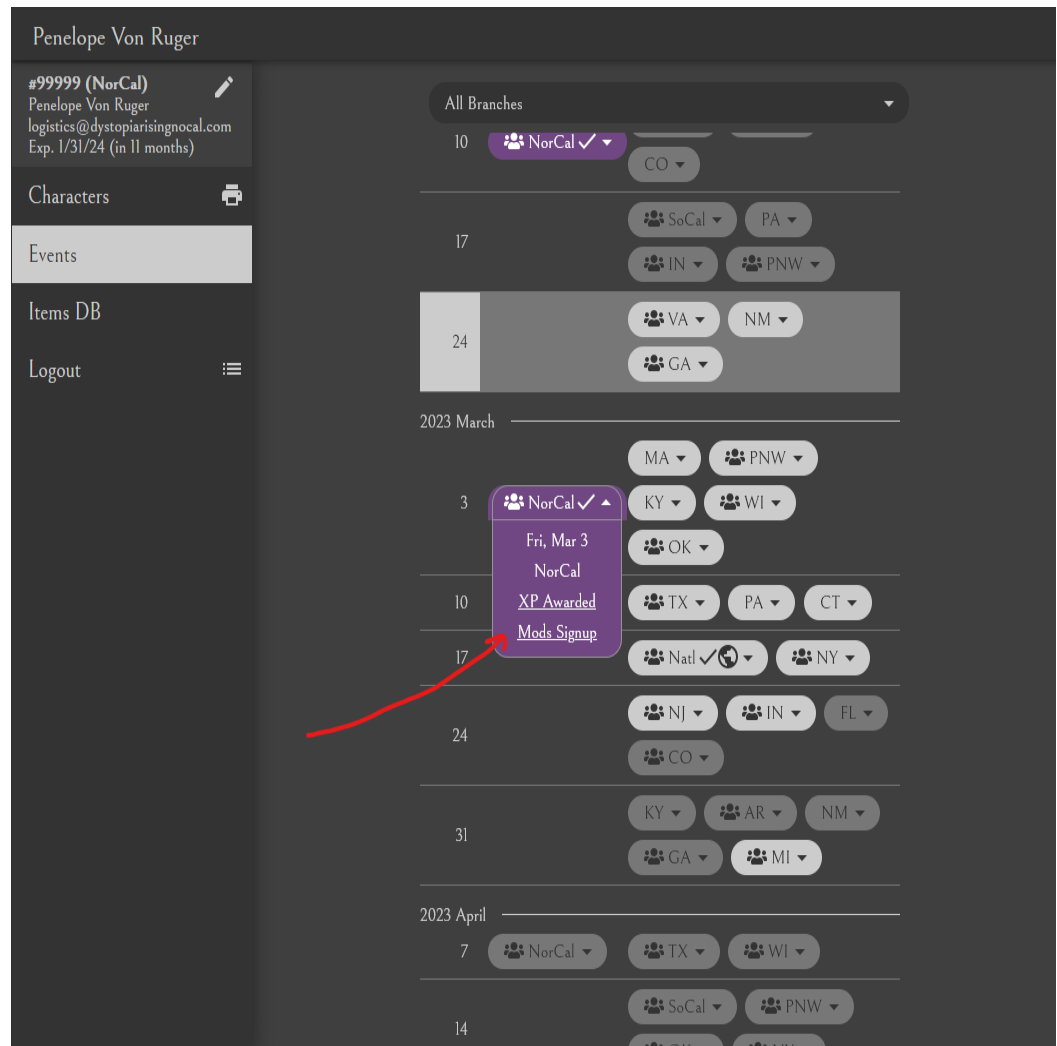 Penelope Von Ruger
#99999 (NorCal)
Penelope Von Ruger
logistics@dystopiarisingnocal.com
Exp. 1/31/24 (in 11 months)
Characters
Events
Items DB
Logout
All Branches
10 NorCal
CO
SoCal PA
17
IN PNW
VA NM
24
GA
2023 March
MA PNW
3 NorCal KY WI
OK
Fri, Mar 3
NorCal
XP Awarded
Mods Signup
10 TX PA CT
17 Natl NY
NJ IN FL
24
CO
KY AR NM
31
GA MI
2023 April
7 NorCal TX WI
SoCal PNW
14